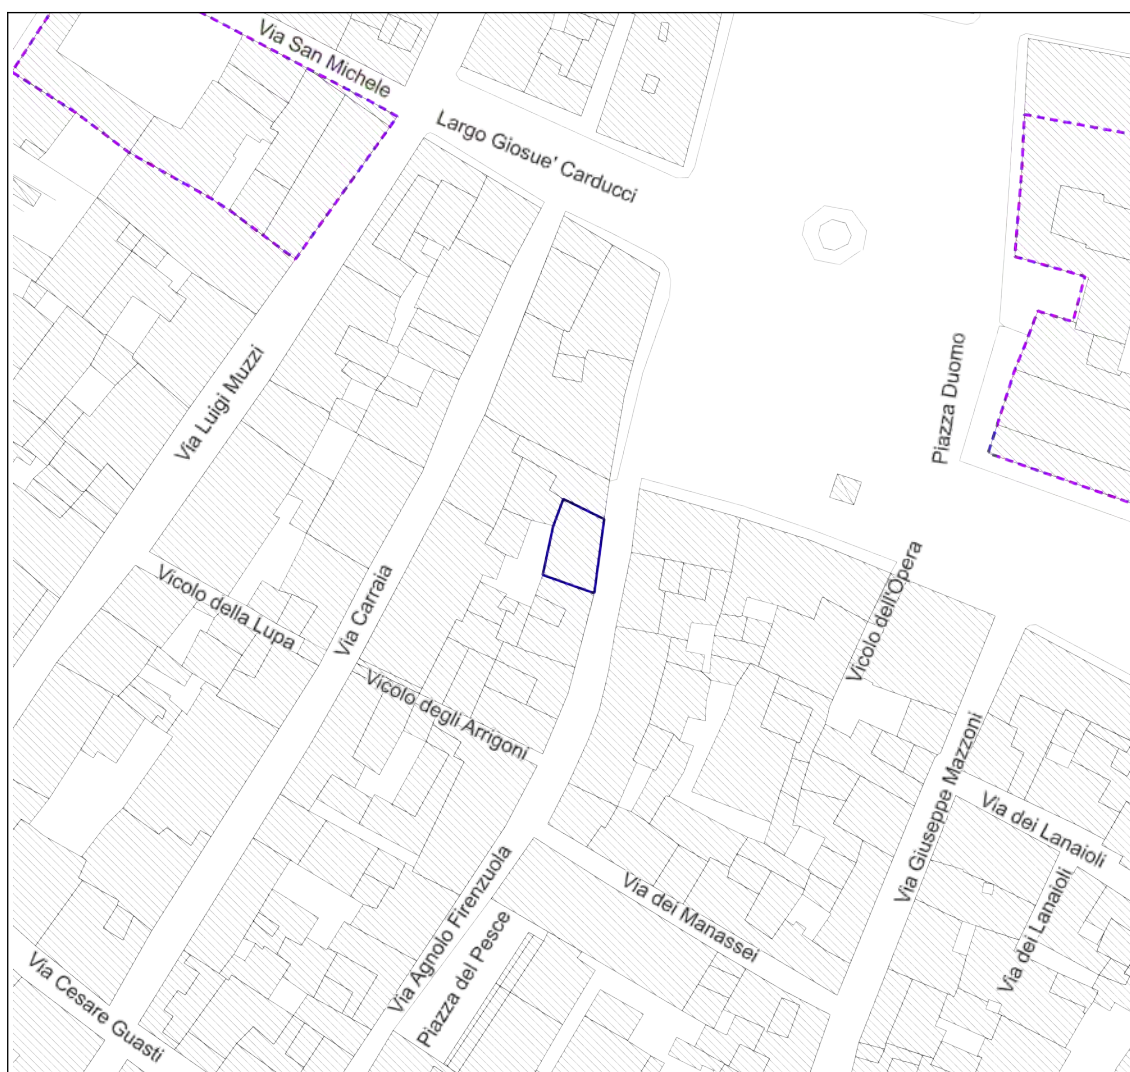 Via San Michele
Largo Giosue' Carducci
Via Luigi Muzzi
Piazza Duomo
Vicolo della Lupa
Via Carraia
Vicolo dell'Opera
Vicolo degli Arrigoni
Via Giuseppe Mazzoni
Via dei Lanaioli
Via dei Manassei
Via Agnolo Firenzuola
Via dei Lanaioli
Piazza del Pesce
Via Cesare Guasti